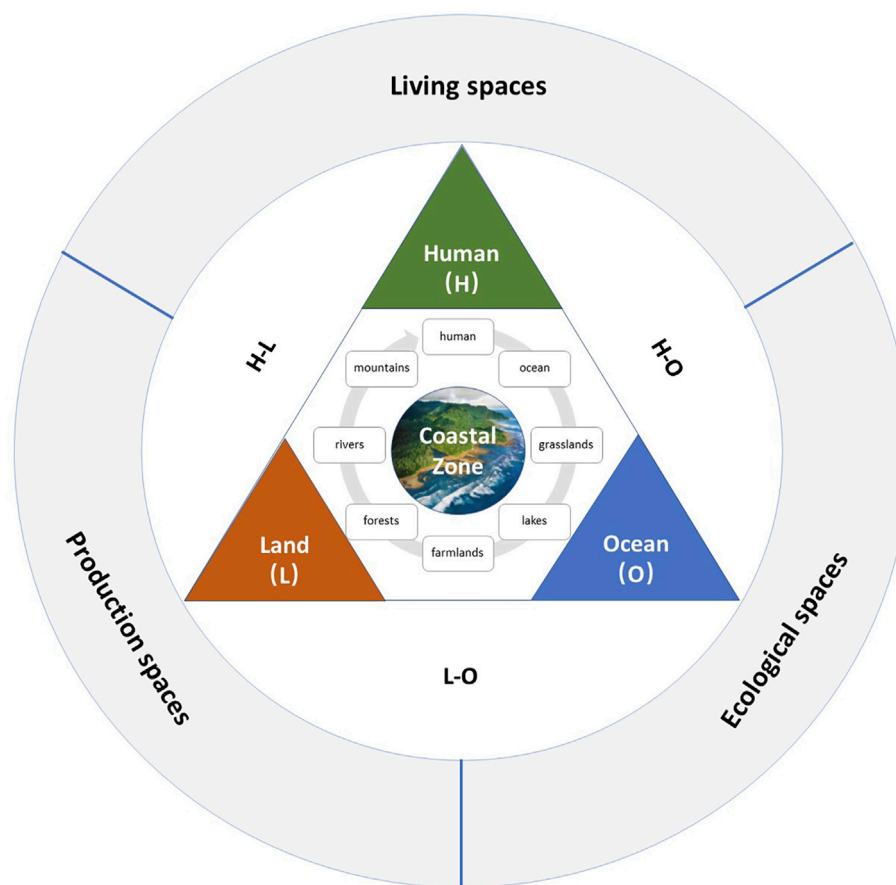 Living spaces
Human
(H)
H-L
H-O
human
mountains
ocean
rivers
Coastal
Zone
grasslands
forests
lakes
farmlands
Land
(L)
Ocean
(O)
Production spaces
Ecological spaces
L-O